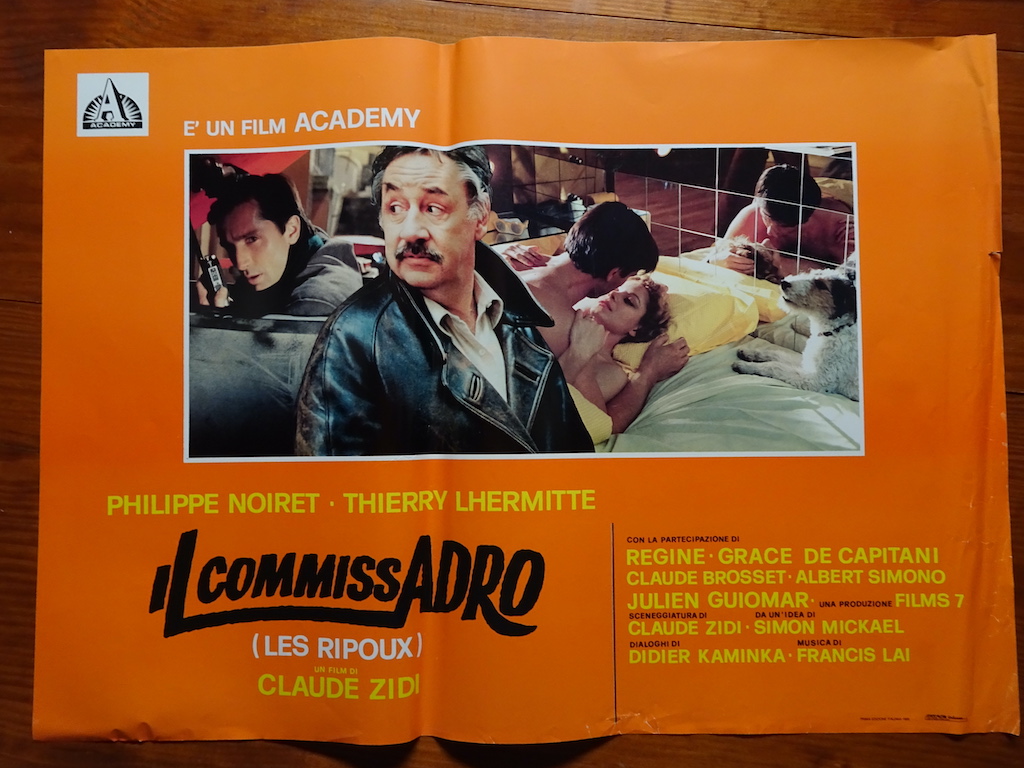 A
ACADEMY
E' UN FILM ACADEMY
PHILIPPE NOIRET · THIERRY LHERMITTE
IL COMMISSADRO
(LES RIPOUX)
UN FILM DI
CLAUDE ZIDI
CON LA PARTECIPAZIONE DI
REGINE · GRACE DE CAPITANI
CLAUDE BROSSET · ALBERT SIMONO
JULIEN GUIOMAR · UNA PRODUZIONE FILMS 7
SCENEGGIATURA DI DA UN'IDEA DI
CLAUDE ZIDI · SIMON MICKAEL
DIALOGHI DI MUSICA DI
DIDIER KAMINKA · FRANCIS LAI